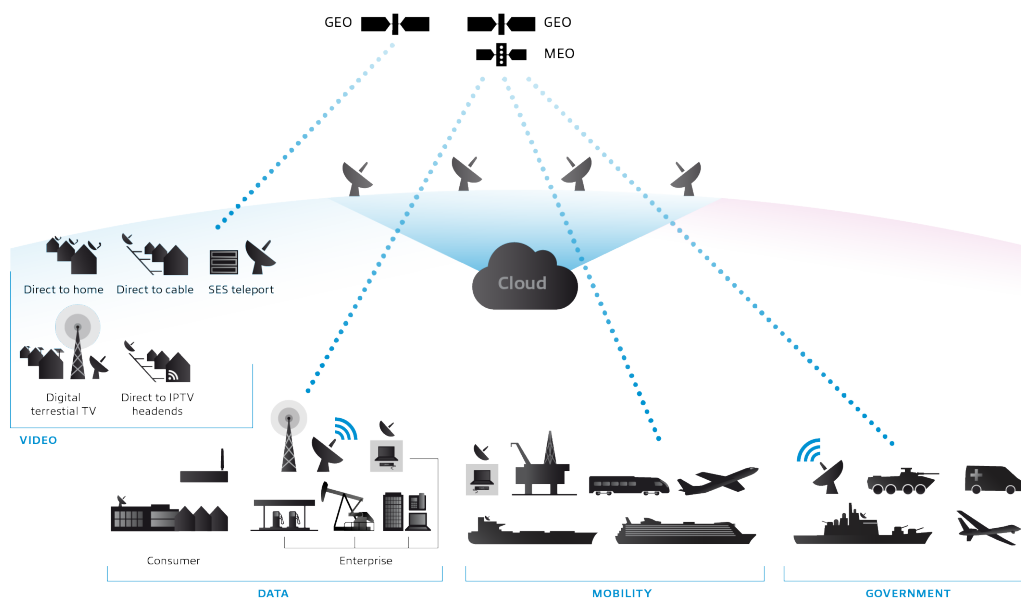 GEO
GEO
MEO
Cloud
Direct to home
Direct to cable
SES teleport
Digital
terrestial TV
Direct to IPTV
headends
VIDEO
Consumer
Enterprise
DATA
MOBILITY
GOVERNMENT